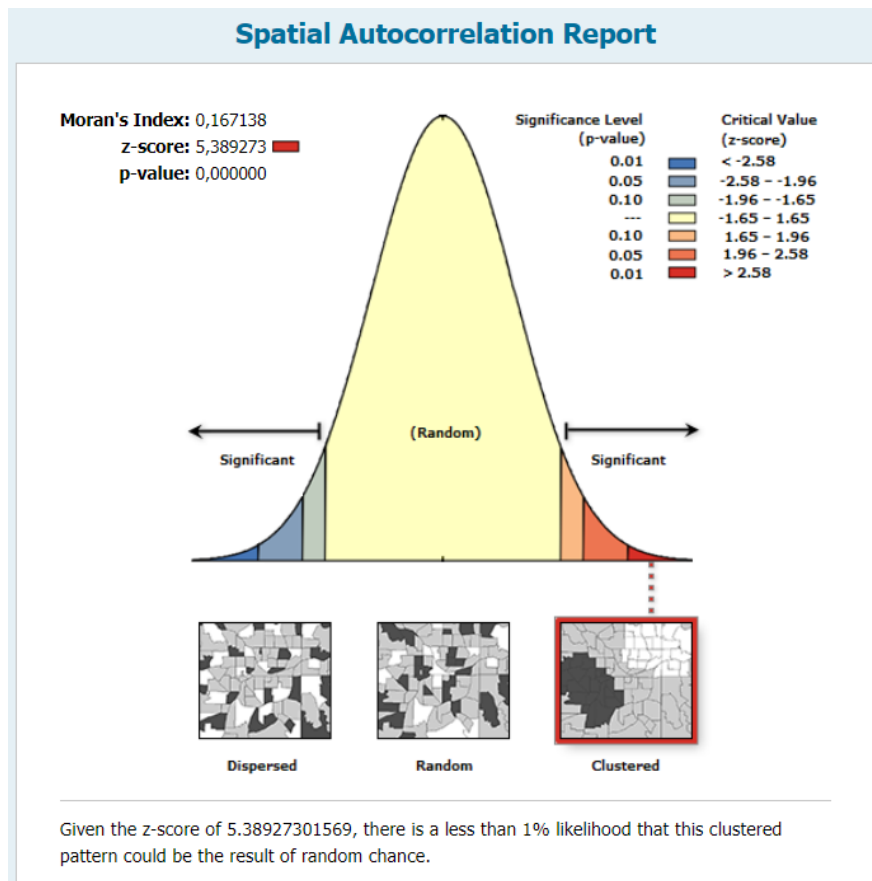 Spatial Autocorrelation Report
Moran's Index: 0,167138
z-score: 5,389273
p-value: 0,000000
Significance Level
(p-value)
Critical Value
(z-score)
0.01 < -2.58
0.05 -2.58 – -1.96
0.10 -1.96 – -1.65
--- -1.65 – 1.65
0.10 1.65 – 1.96
0.05 1.96 – 2.58
0.01 > 2.58
(Random)
Significant
Significant
Dispersed
Random
Clustered
Given the z-score of 5.38927301569, there is a less than 1% likelihood that this clustered
pattern could be the result of random chance.